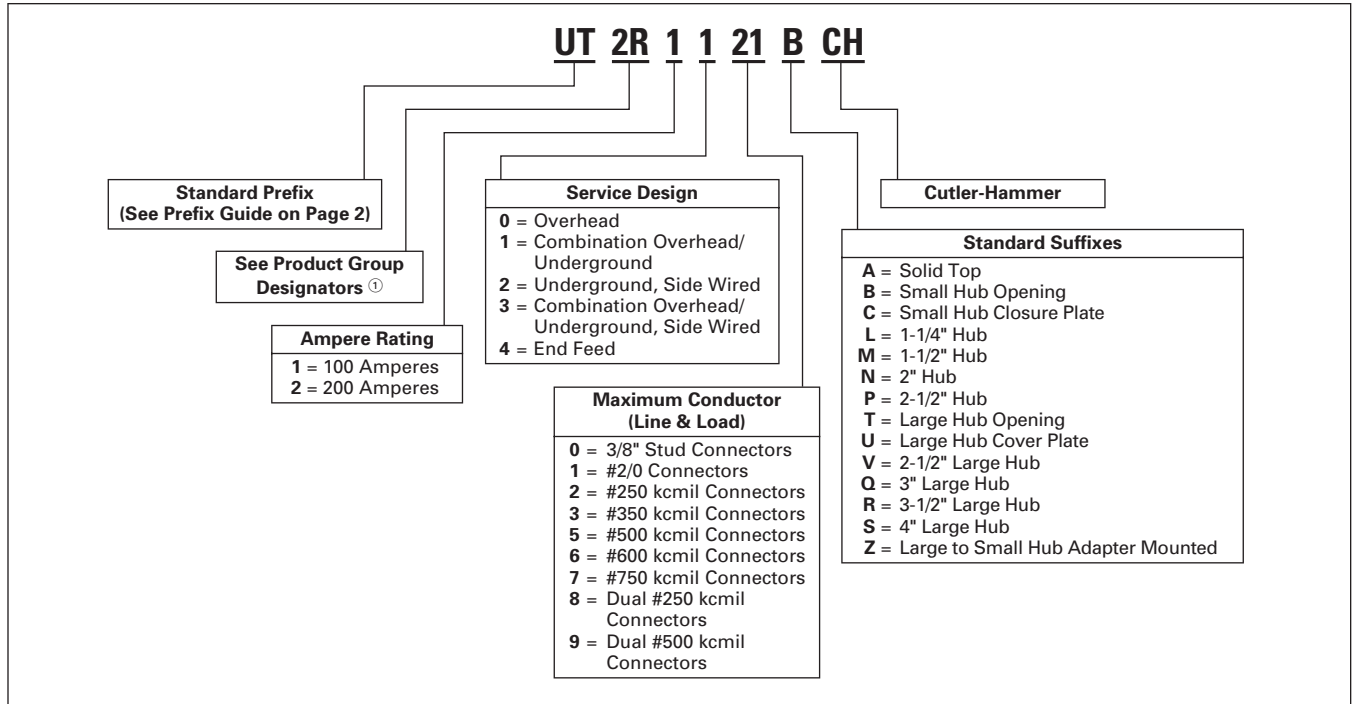 UT 2R 1 1 21 B CH
Standard Prefix
(See Prefix Guide on Page 2)
See Product Group
Designators ①
Ampere Rating
1 = 100 Amperes
2 = 200 Amperes
Service Design
0 = Overhead
1 = Combination Overhead/
Underground
2 = Underground, Side Wired
3 = Combination Overhead/
Underground, Side Wired
4 = End Feed
Maximum Conductor
(Line & Load)
0 = 3/8" Stud Connectors
1 = #2/0 Connectors
2 = #250 kcmil Connectors
3 = #350 kcmil Connectors
5 = #500 kcmil Connectors
6 = #600 kcmil Connectors
7 = #750 kcmil Connectors
8 = Dual #250 kcmil
Connectors
9 = Dual #500 kcmil
Connectors
Cutler-Hammer
Standard Suffixes
A = Solid Top
B = Small Hub Opening
C = Small Hub Closure Plate
L = 1-1/4" Hub
M = 1-1/2" Hub
N = 2" Hub
P = 2-1/2" Hub
T = Large Hub Opening
U = Large Hub Cover Plate
V = 2-1/2" Large Hub
Q = 3" Large Hub
R = 3-1/2" Large Hub
S = 4" Large Hub
Z = Large to Small Hub Adapter Mounted